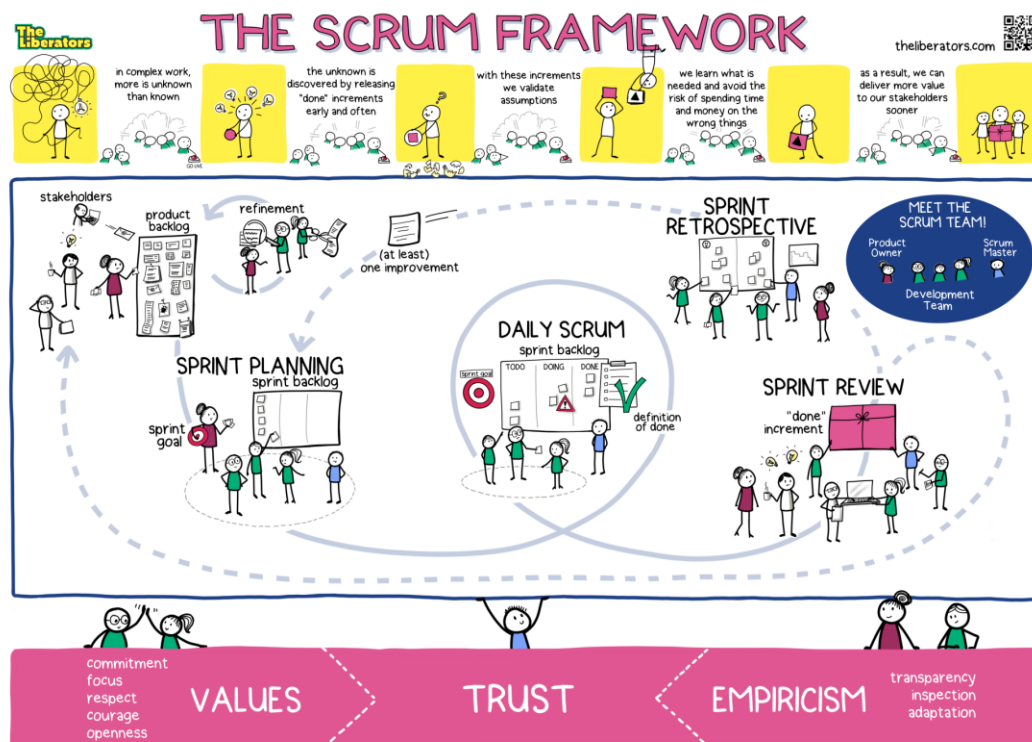 The
Liberators
THE SCRUM FRAMEWORK
theliberators.com
in complex work,
more is unknown
than known
the unknown is
discovered by releasing
"done" increments
early and often
with these increments
we validate
assumptions
we learn what is
needed and avoid the
risk of spending time
and money on the
wrong things
as a result, we can
deliver more value
to our stakeholders
sooner
GO LIVE
stakeholders
product
backlog
refinement
(at least)
one improvement
SPRINT
RETROSPECTIVE
MEET THE
SCRUM TEAM!
Product
Owner
Scrum
Master
Development
Team
SPRINT PLANNING
sprint backlog
sprint
goal
DAILY SCRUM
sprint backlog
sprint goal
TODO
DOING
DONE
definition
of done
SPRINT REVIEW
"done"
increment
commitment
focus
respect
courage
openness
VALUES
TRUST
EMPIRICISM
transparency
inspection
adaptation